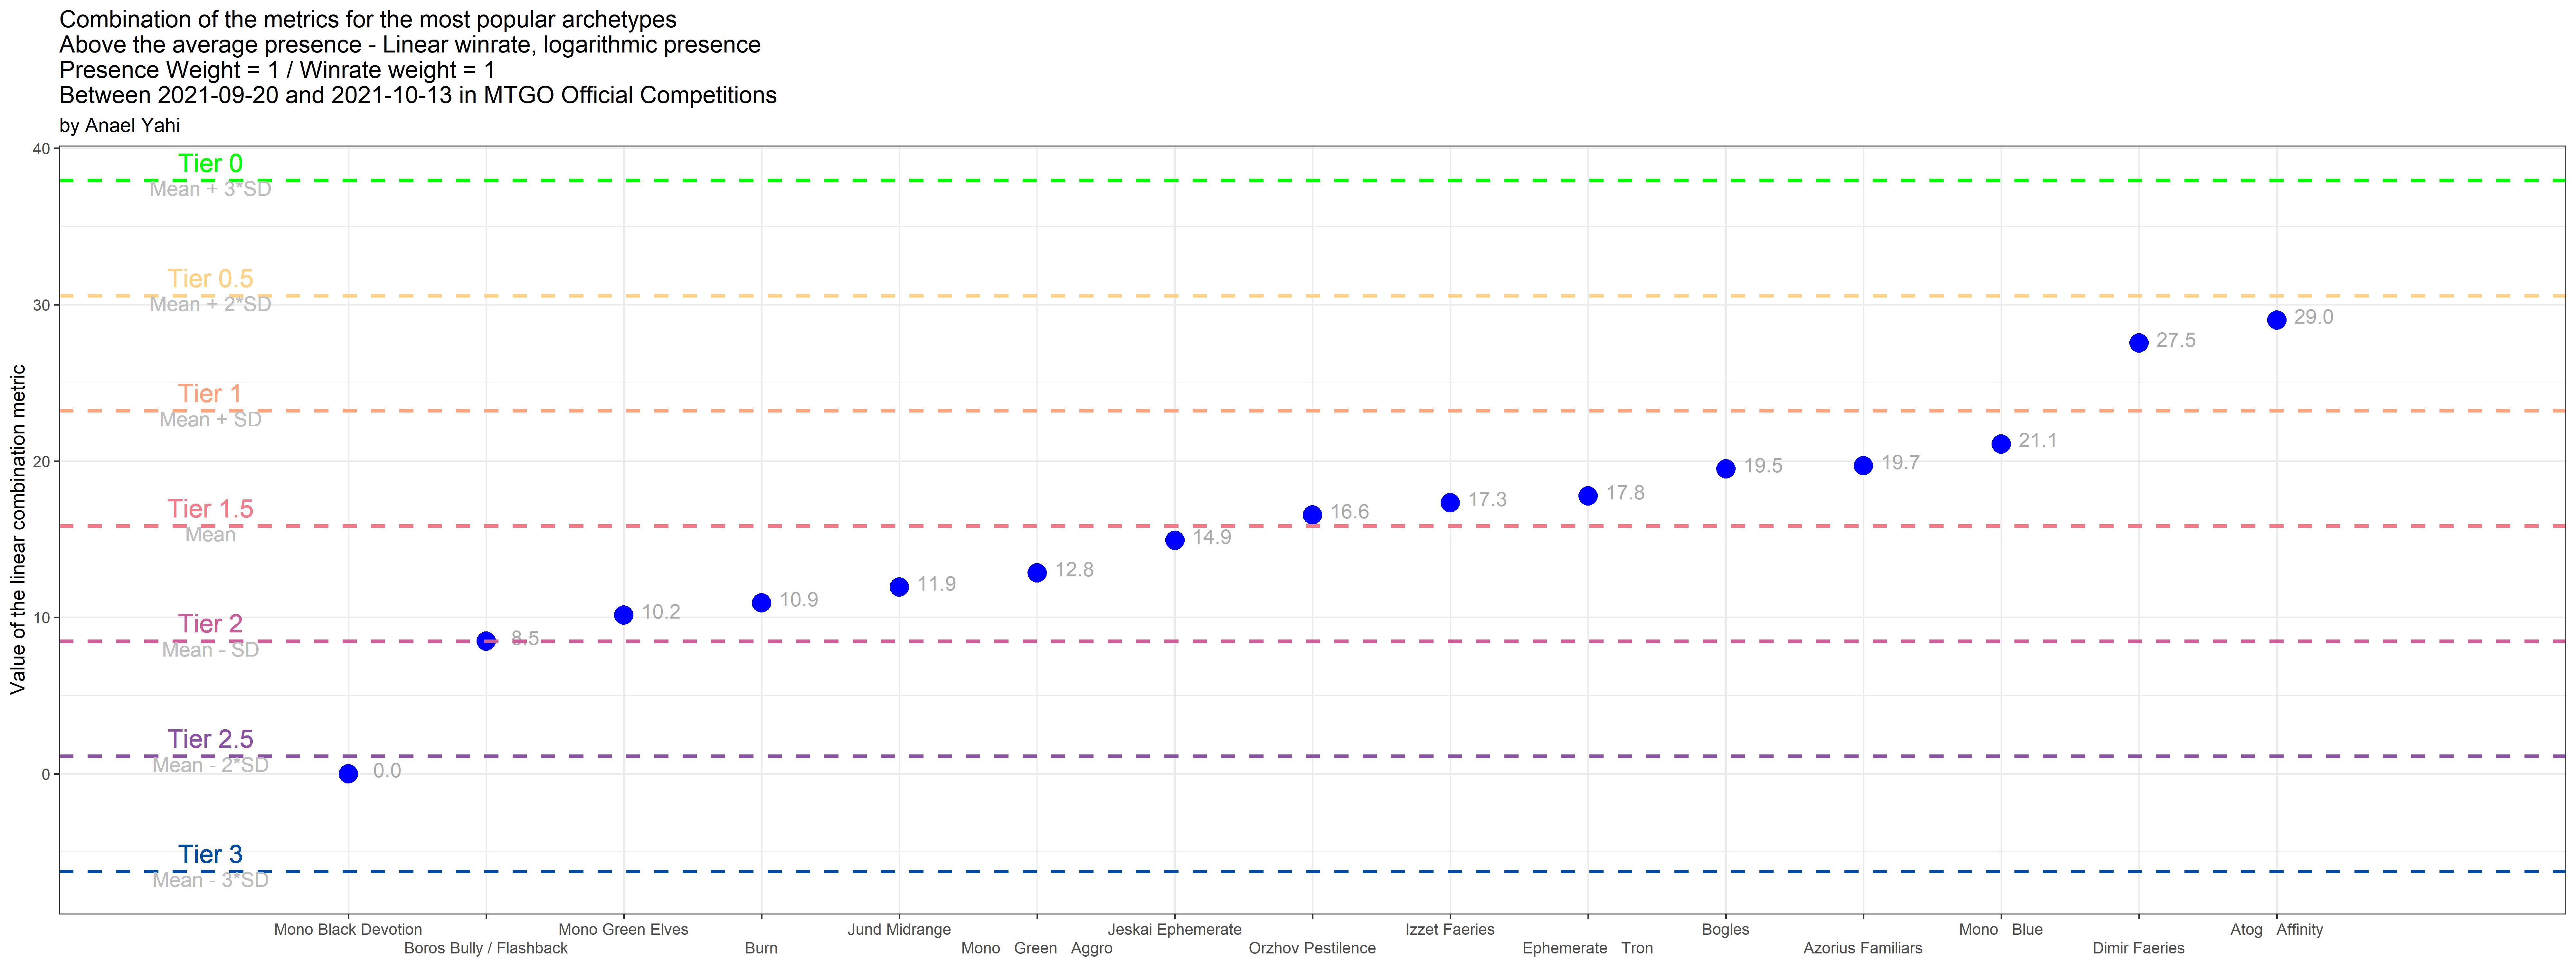 Combination of the metrics for the most popular archetypes
Above the average presence - Linear winrate, logarithmic presence
Presence Weight = 1 / Winrate weight = 1
Between 2021-09-20 and 2021-10-13 in MTGO Official Competitions
by Anael Yahi
Value of the linear combination metric
40
30
20
10
0
Tier 0
Mean + 3*SD
Tier 0.5
Mean + 2*SD
Tier 1
Mean + SD
Tier 1.5
Mean
Tier 2
Mean - SD
Tier 2.5
Mean - 2*SD
Tier 3
Mean - 3*SD
0.0
8.5
10.2
10.9
11.9
12.8
14.9
16.6
17.3
17.8
19.5
19.7
21.1
27.5
29.0
Mono Black Devotion
Boros Bully / Flashback
Mono Green Elves
Burn
Jund Midrange
Mono Green Aggro
Jeskai Ephemerate
Orzhov Pestilence
Izzet Faeries
Ephemerate Tron
Bogles
Azorius Familiars
Mono Blue
Dimir Faeries
Atog Affinity